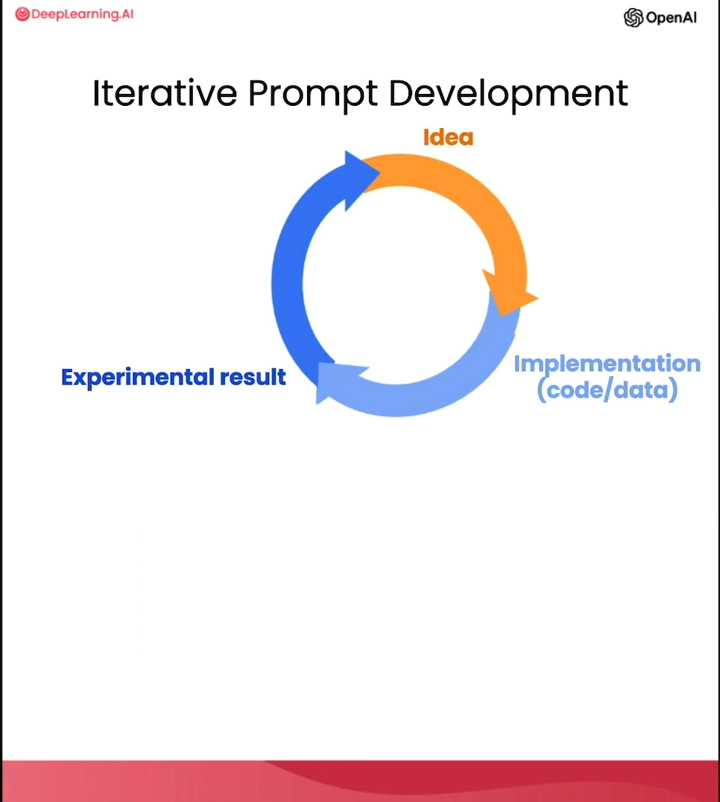 DeepLearning.AI
OpenAI
Iterative Prompt Development
Idea
Implementation
(code/data)
Experimental result